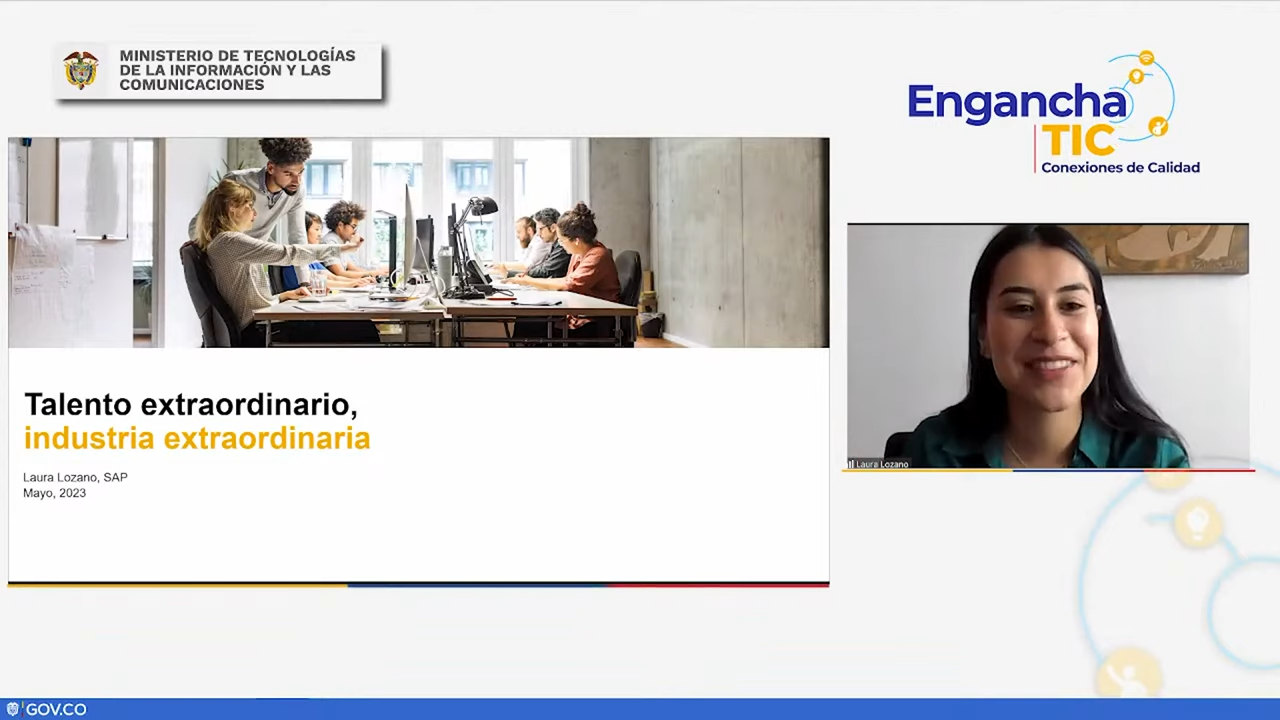 MINISTERIO DE TECNOLOGÍAS
DE LA INFORMACIÓN Y LAS
COMUNICACIONES
Engancha
TIC
Conexiones de Calidad
Talento extraordinario,
industria extraordinaria
Laura Lozano, SAP
Mayo, 2023
Laura Lozano
GOV.CO